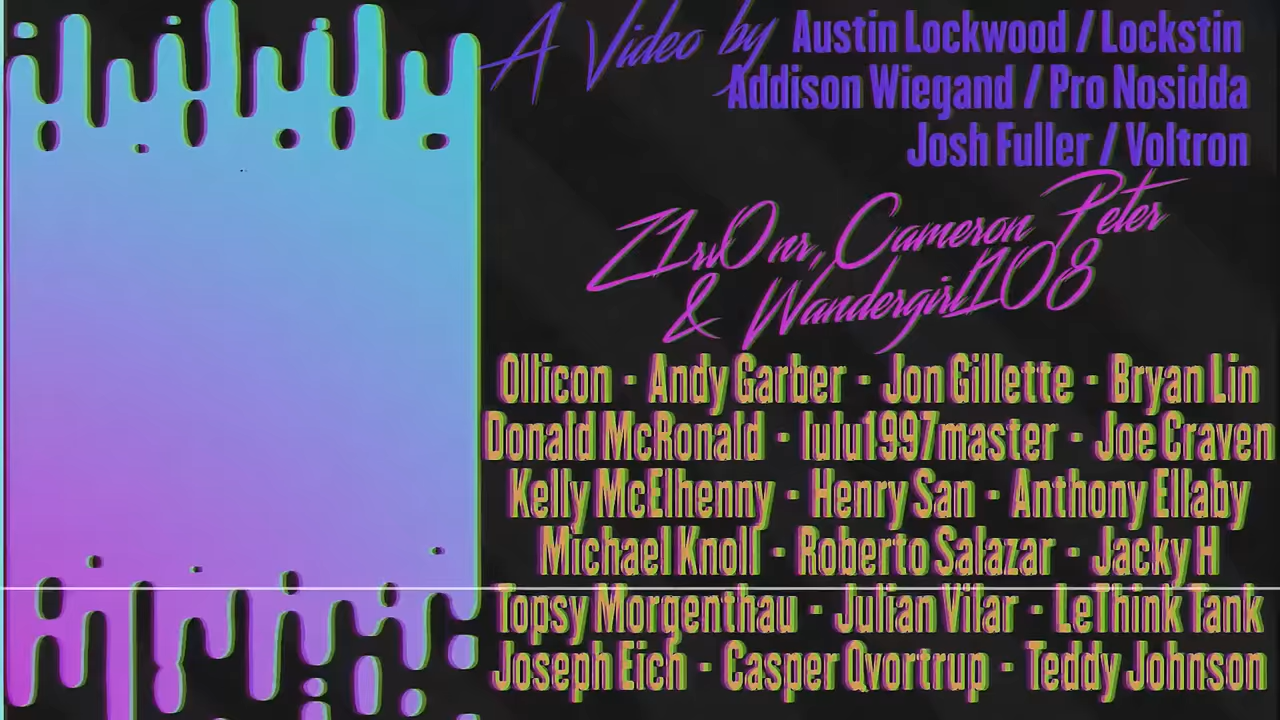 A Video by Austin Lockwood / Lockstin
Addison Wiegand / Pro Nosidda
Josh Fuller / Voltron
Z1rv0nr, Cameron Peter
& Wandergirl108
Ollicon · Andy Garber · Jon Gillette · Bryan Lin
Donald McRonald · lulu1997master · Joe Craven
Kelly McElhenny · Henry San · Anthony Ellaby
Michael Knoll · Roberto Salazar · Jacky H
Topsy Morgenthau · Julian Vilar · LeThink Tank
Joseph Eich · Casper Qvortrup · Teddy Johnson